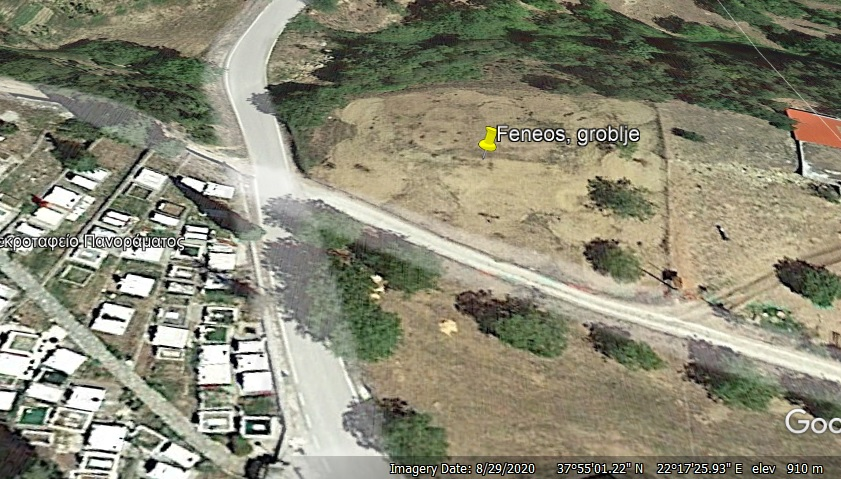 Feneos, groblje
εκροταφείο Πανοράματος
Goo
Imagery Date: 8/29/2020 37°55'01.22" N 22°17'25.93" E elev 910 m